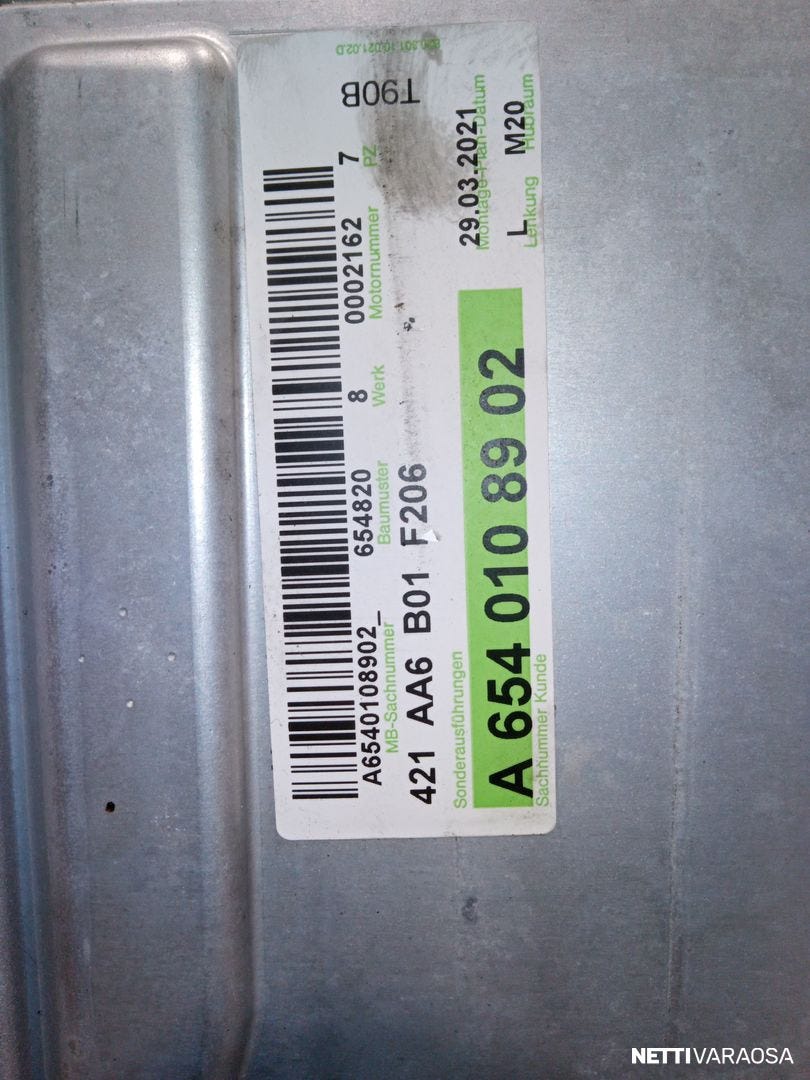 A6540108902_ 654820 8 0002162 7
MB-Sachnummer Baumuster Werk Motornummer PZ
421 AA6 B01 F206
T90B
Sonderausführungen
29.03.2021
Montage-Plan-Datum
A 654 010 89 02
L M20
Sachnummer Kunde
Lenkung Hubraum
NETTIVARAOSA